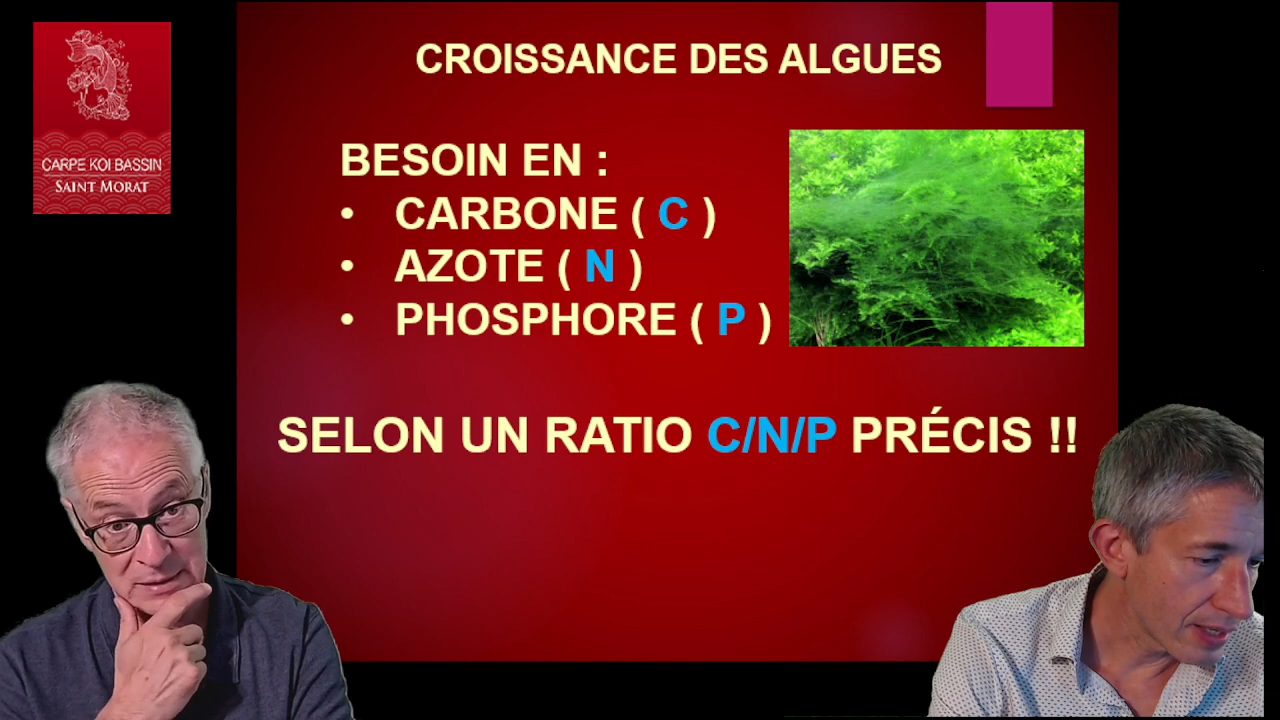 CARPE KOI BASSIN
SAINT MORAT
CROISSANCE DES ALGUES
BESOIN EN :
• CARBONE ( C )
• AZOTE ( N )
• PHOSPHORE ( P )
SELON UN RATIO C/N/P PRÉCIS !!